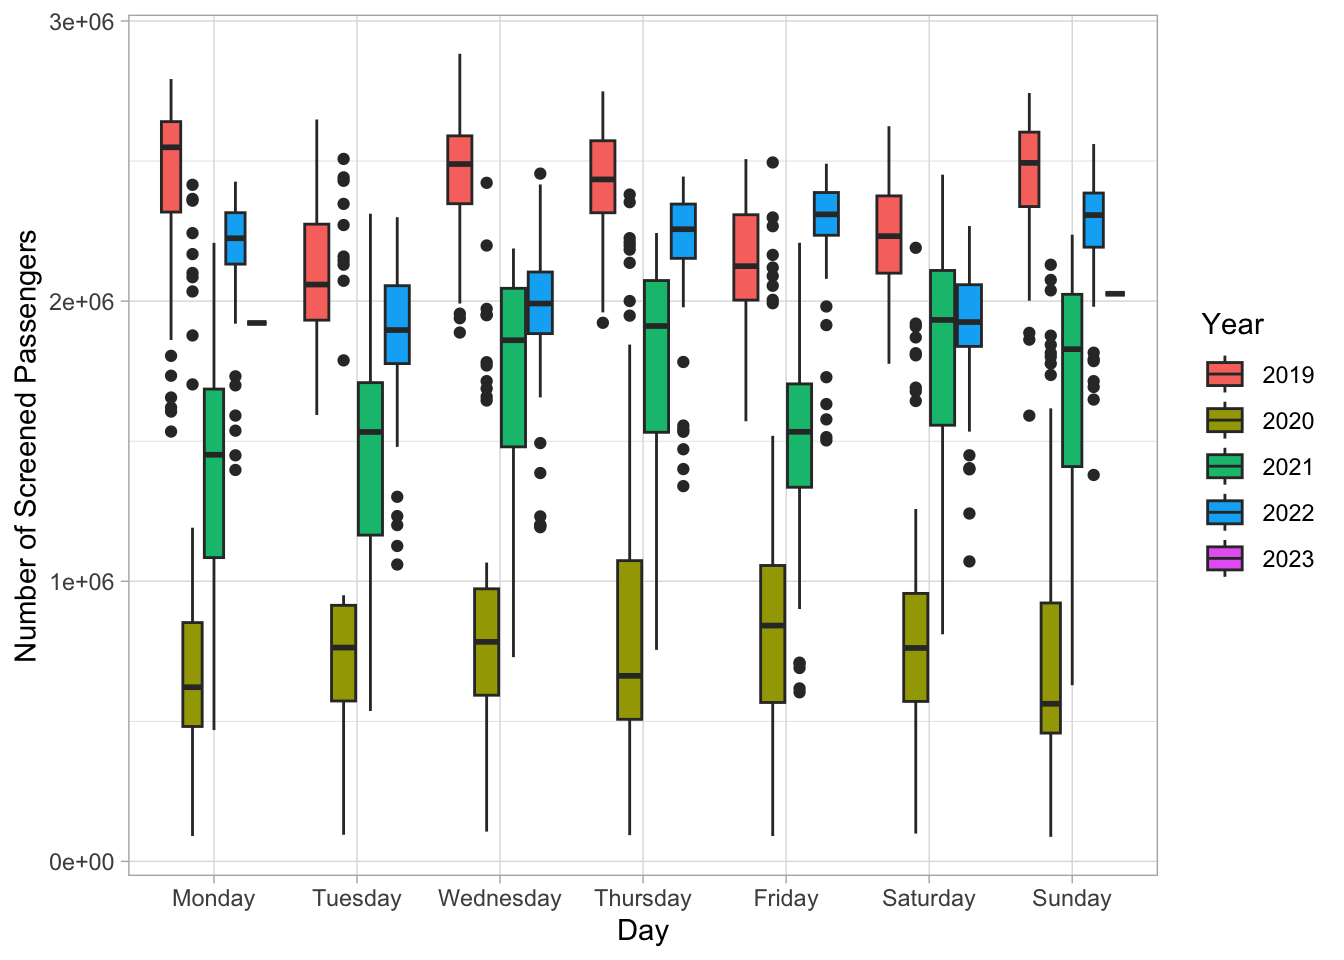 Number of Screened Passengers
3e+06
2e+06
1e+06
0e+00
Monday Tuesday Wednesday Thursday Friday Saturday Sunday
Day
Year
2019
2020
2021
2022
2023